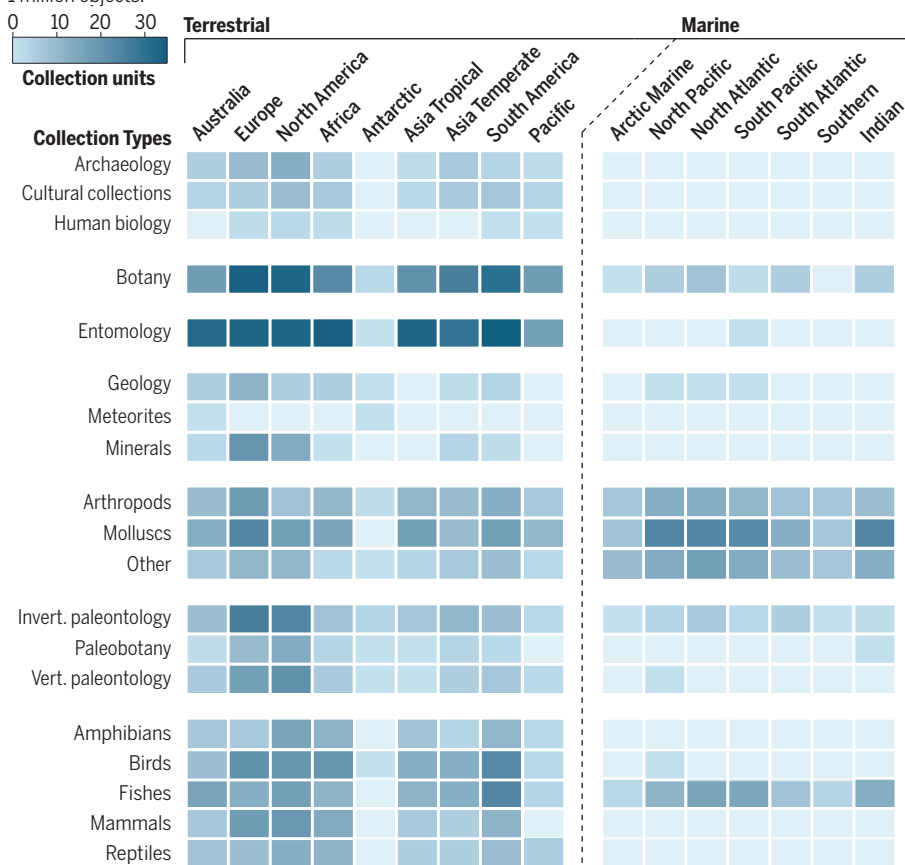 1 million objects.
0 10 20 30
Collection units
Terrestrial
Marine
Australia
Europe
North America
Africa
Antarctic
Asia Tropical
Asia Temperate
South America
Pacific
Arctic Marine
North Pacific
North Atlantic
South Pacific
South Atlantic
Southern
Indian
Collection Types
Archaeology
Cultural collections
Human biology
Botany
Entomology
Geology
Meteorites
Minerals
Arthropods
Molluscs
Other
Invert. paleontology
Paleobotany
Vert. paleontology
Amphibians
Birds
Fishes
Mammals
Reptiles